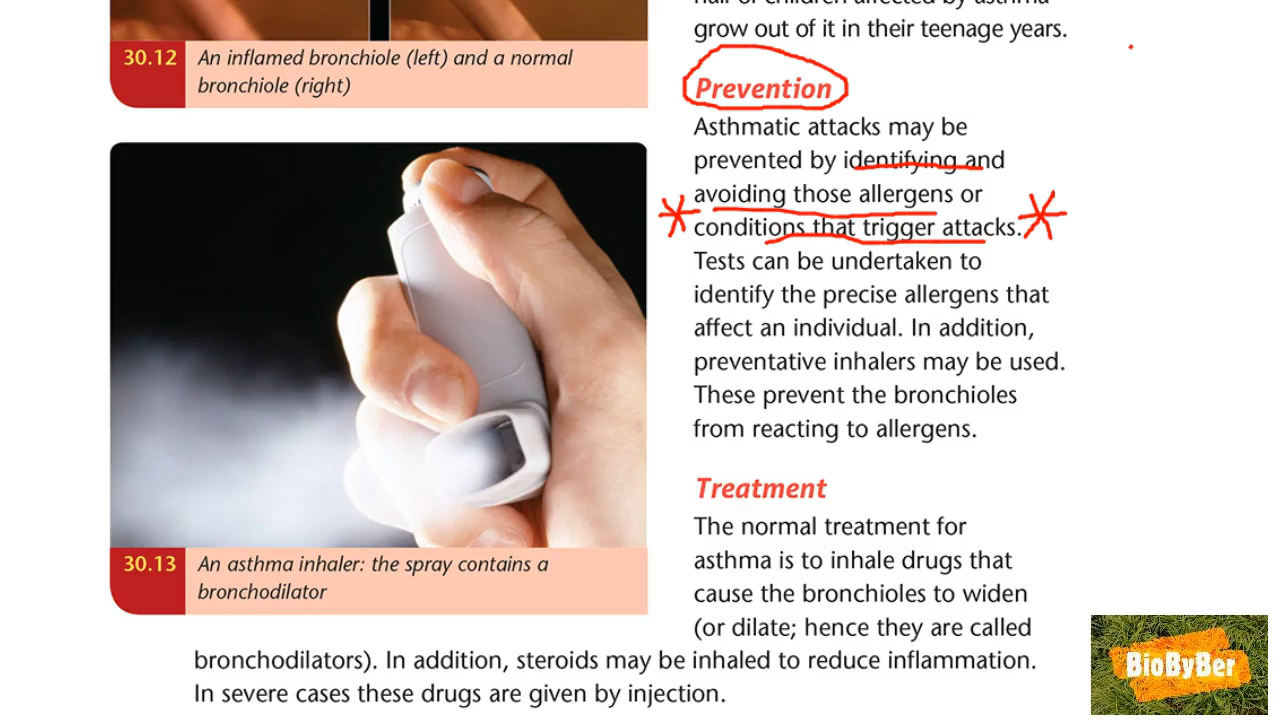 half of children affected by asthma
grow out of it in their teenage years.
30.12 An inflamed bronchiole (left) and a normal
bronchiole (right)
Prevention
Asthmatic attacks may be
prevented by identifying and
avoiding those allergens or
conditions that trigger attacks.
Tests can be undertaken to
identify the precise allergens that
affect an individual. In addition,
preventative inhalers may be used.
These prevent the bronchioles
from reacting to allergens.
30.13 An asthma inhaler: the spray contains a
bronchodilator
Treatment
The normal treatment for
asthma is to inhale drugs that
cause the bronchioles to widen
(or dilate; hence they are called
bronchodilators). In addition, steroids may be inhaled to reduce inflammation.
In severe cases these drugs are given by injection.
BioByBer